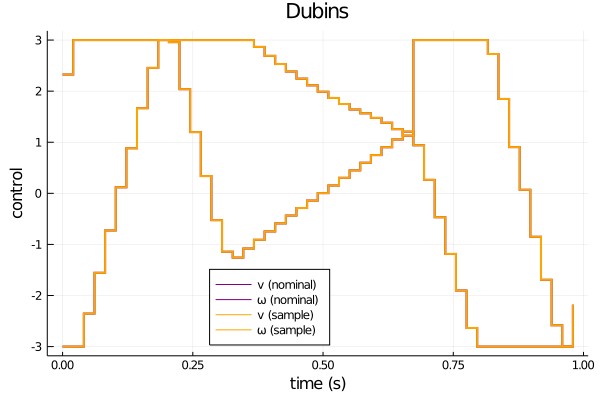 Dubins
control
3
2
1
0
-1
-2
-3
v (nominal)
ω (nominal)
v (sample)
ω (sample)
0.00 0.25 0.50 0.75 1.00
time (s)